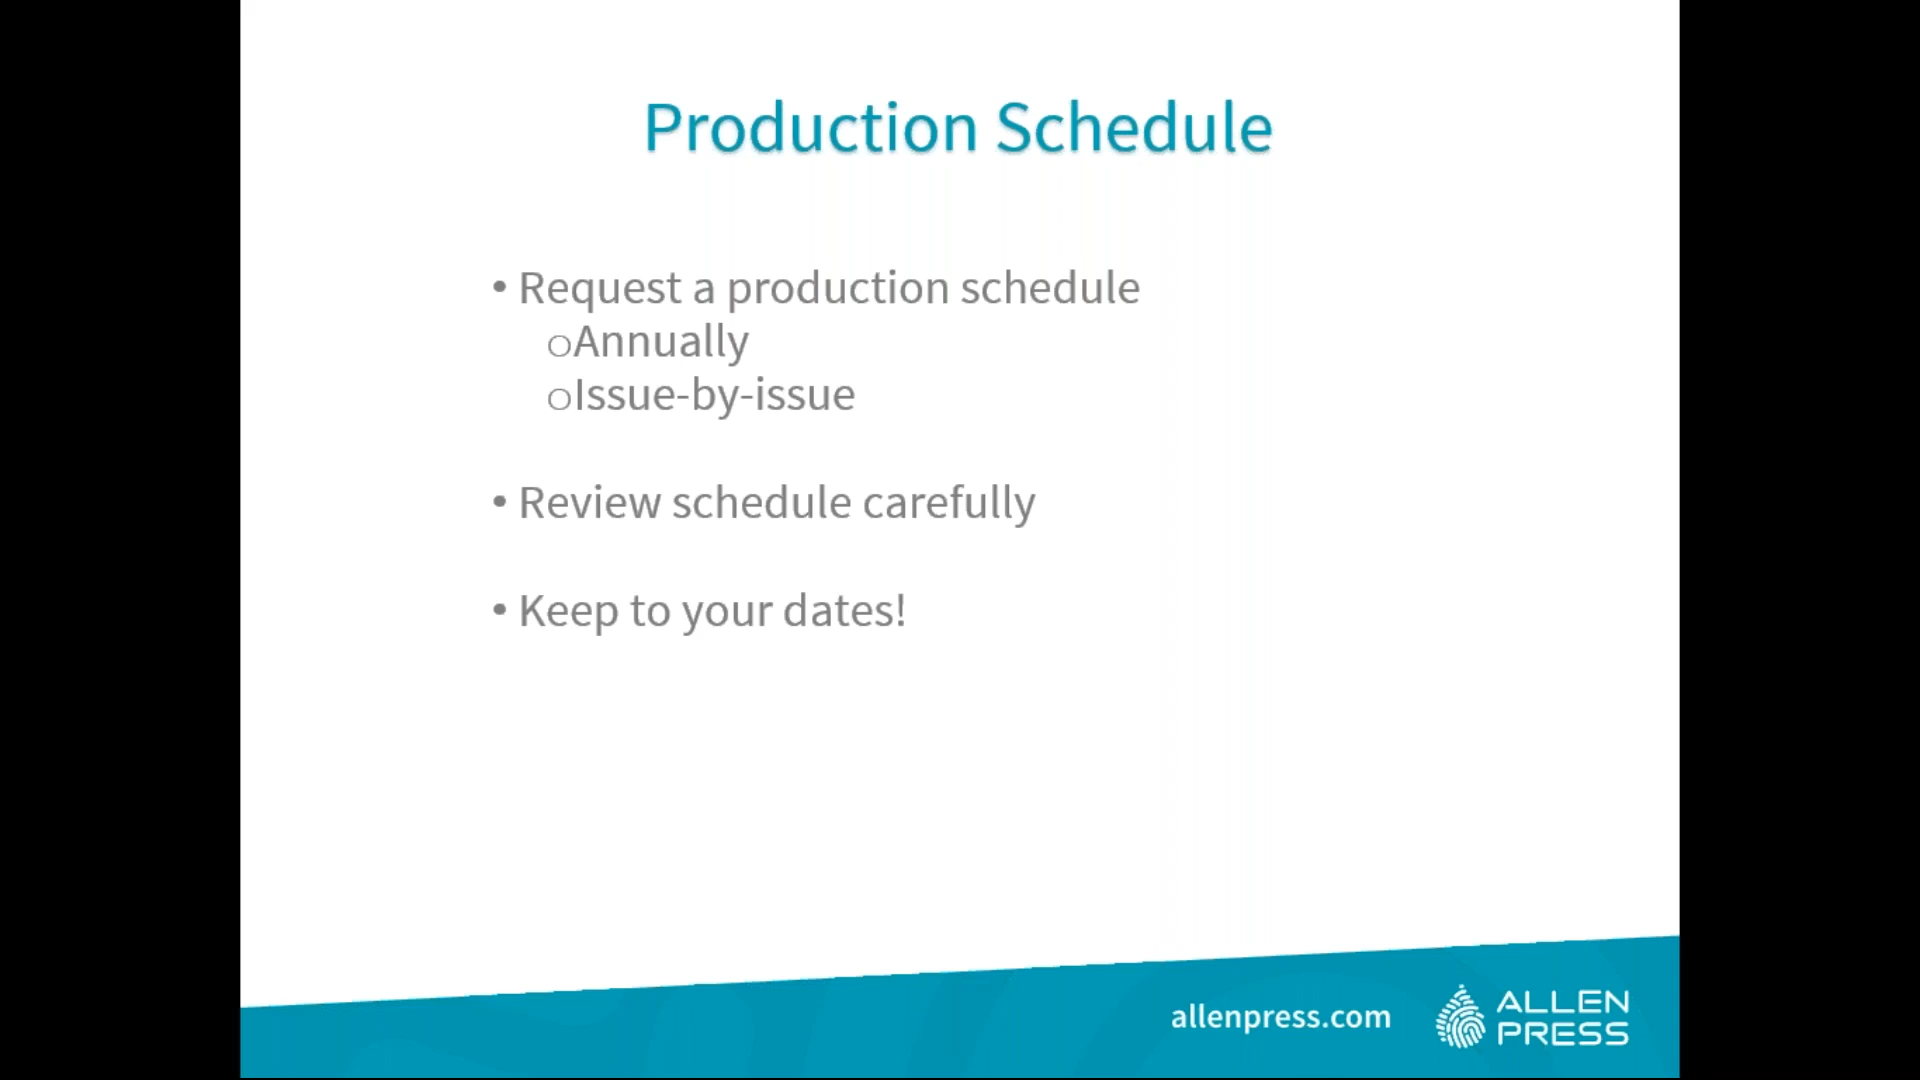 Production Schedule
• Request a production schedule
oAnnually
oIssue-by-issue
• Review schedule carefully
• Keep to your dates!
allenpress.com
ALLEN
PRESS